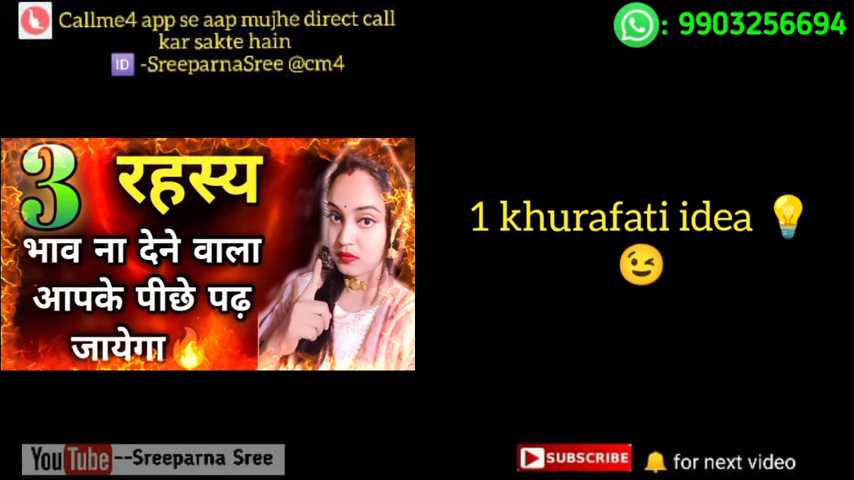 Callme4 app se aap mujhe direct call
kar sakte hain
🆔 -SreeparnaSree @cm4
: 9903256694
3 रहस्य
भाव ना देने वाला
आपके पीछे पढ़
जायेगा🔥
1 khurafati idea 💡
😉
YouTube--Sreeparna Sree
SUBSCRIBE 🔔 for next video